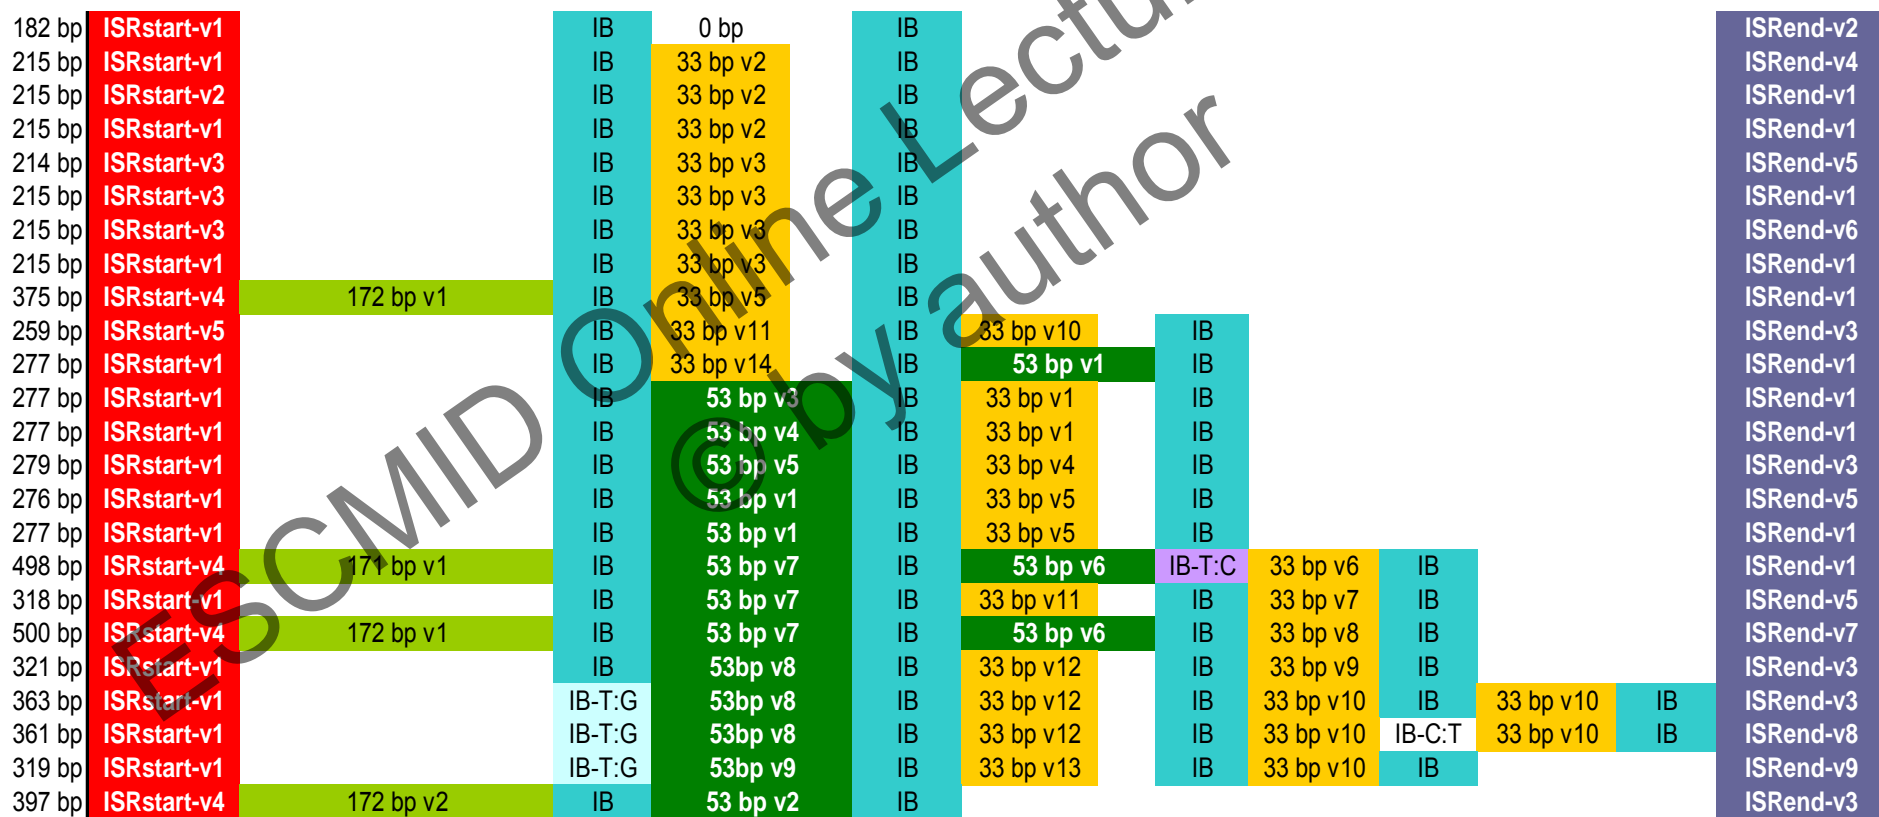 182 bp ISRstart-v1 IB 0 bp IB ISRend-v2
215 bp ISRstart-v1 IB 33 bp v2 IB ISRend-v4
215 bp ISRstart-v2 IB 33 bp v2 IB ISRend-v1
215 bp ISRstart-v1 IB 33 bp v2 IB ISRend-v1
214 bp ISRstart-v3 IB 33 bp v3 IB ISRend-v5
215 bp ISRstart-v3 IB 33 bp v3 IB ISRend-v1
215 bp ISRstart-v3 IB 33 bp v3 IB ISRend-v6
215 bp ISRstart-v1 IB 33 bp v3 IB ISRend-v1
375 bp ISRstart-v4 172 bp v1 IB 33 bp v5 IB ISRend-v1
259 bp ISRstart-v5 IB 33 bp v11 IB 33 bp v10 IB ISRend-v3
277 bp ISRstart-v1 IB 33 bp v14 IB 53 bp v1 IB ISRend-v1
277 bp ISRstart-v1 IB 53 bp v3 IB 33 bp v1 IB ISRend-v1
277 bp ISRstart-v1 IB 53 bp v4 IB 33 bp v1 IB ISRend-v1
279 bp ISRstart-v1 IB 53 bp v5 IB 33 bp v4 IB ISRend-v3
276 bp ISRstart-v1 IB 53 bp v1 IB 33 bp v5 IB ISRend-v5
277 bp ISRstart-v1 IB 53 bp v1 IB 33 bp v5 IB ISRend-v1
498 bp ISRstart-v4 171 bp v1 IB 53 bp v7 IB 53 bp v6 IB-T:C 33 bp v6 IB ISRend-v1
318 bp ISRstart-v1 IB 53 bp v7 IB 33 bp v11 IB 33 bp v7 IB ISRend-v5
500 bp ISRstart-v4 172 bp v1 IB 53 bp v7 IB 53 bp v6 IB 33 bp v8 IB ISRend-v7
321 bp ISRstart-v1 IB 53bp v8 IB 33 bp v12 IB 33 bp v9 IB ISRend-v3
363 bp ISRstart-v1 IB-T:G 53bp v8 IB 33 bp v12 IB 33 bp v10 IB 33 bp v10 IB ISRend-v3
361 bp ISRstart-v1 IB-T:G 53bp v8 IB 33 bp v12 IB 33 bp v10 IB-C:T 33 bp v10 IB ISRend-v8
319 bp ISRstart-v1 IB-T:G 53bp v9 IB 33 bp v13 IB 33 bp v10 IB ISRend-v9
397 bp ISRstart-v4 172 bp v2 IB 53 bp v2 IB ISRend-v3
ESCMID Online Lectur
© by author